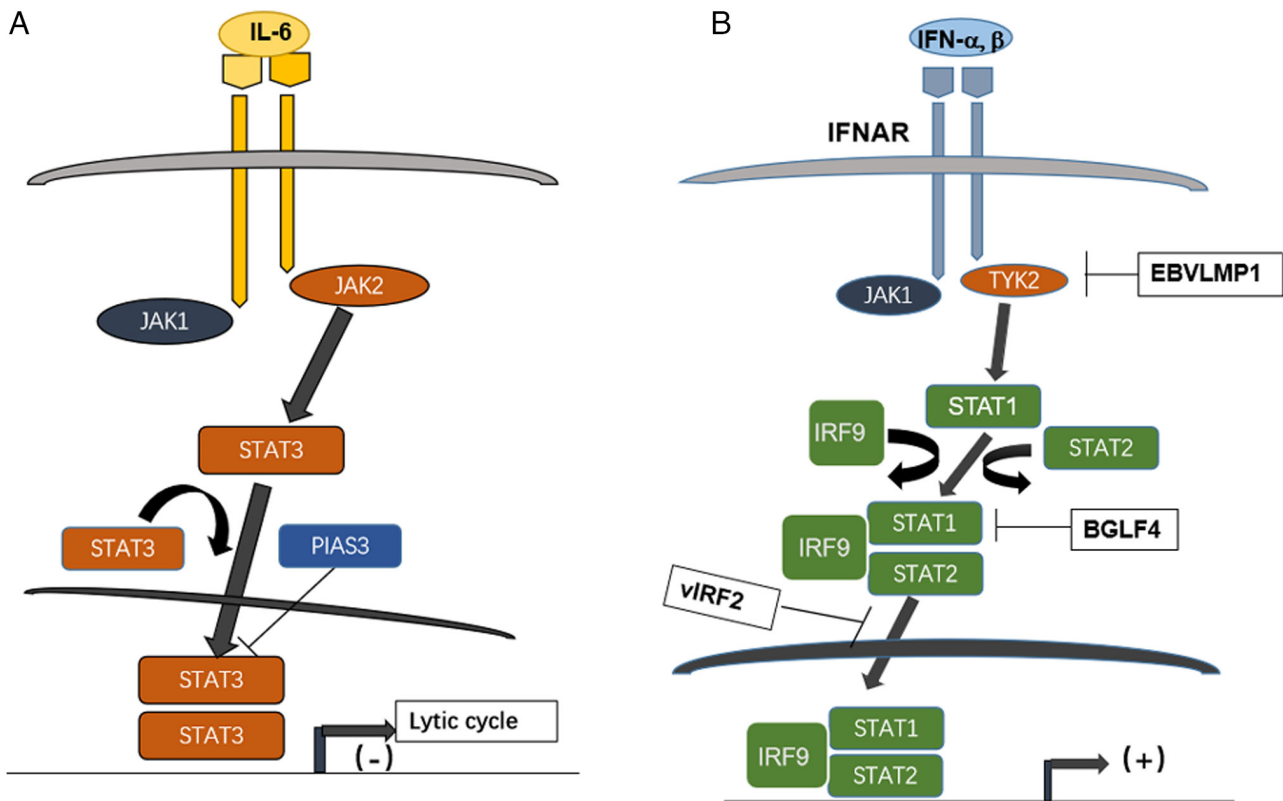 A
IL-6
JAK2
JAK1
STAT3
STAT3
PIAS3
STAT3
STAT3
Lytic cycle
(-)
B
IFN-α, β
IFNAR
EBVLMP1
TYK2
JAK1
STAT1
IRF9
STAT2
STAT1
BGLF4
IRF9
STAT2
vIRF2
STAT1
IRF9
STAT2
(+)